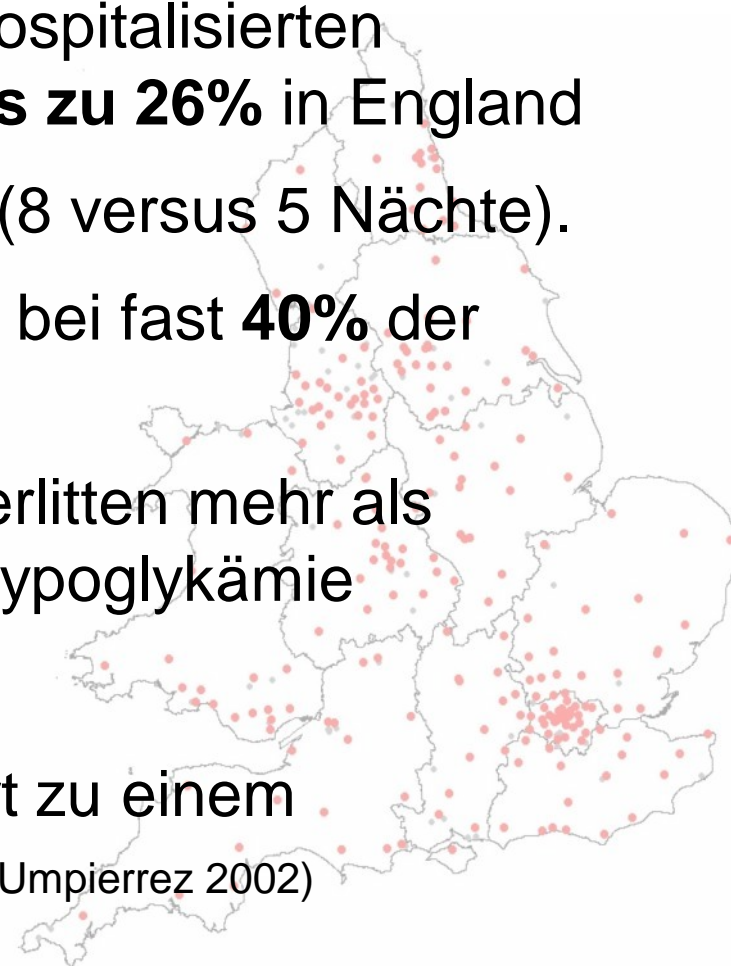 ospitalisierten
s zu 26% in England
(8 versus 5 Nächte).
bei fast 40% der
erlitten mehr als
ypoglykämie
t zu einem
Umpierrez 2002)